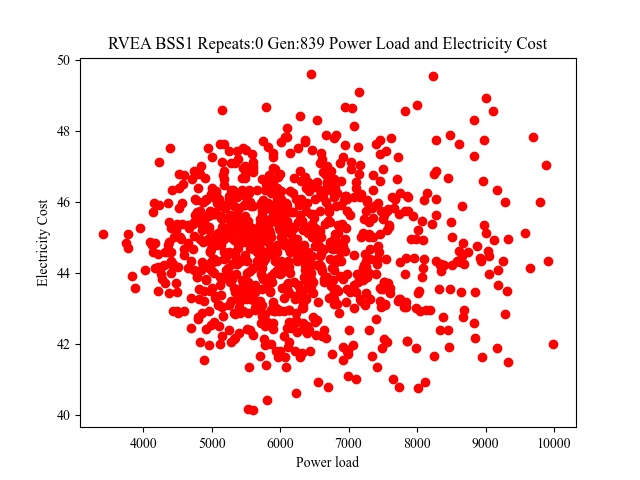 RVEA BSS1 Repeats:0 Gen:839 Power Load and Electricity Cost
50
48
46
44
42
40
Electricity Cost
4000 5000 6000 7000 8000 9000 10000
Power load